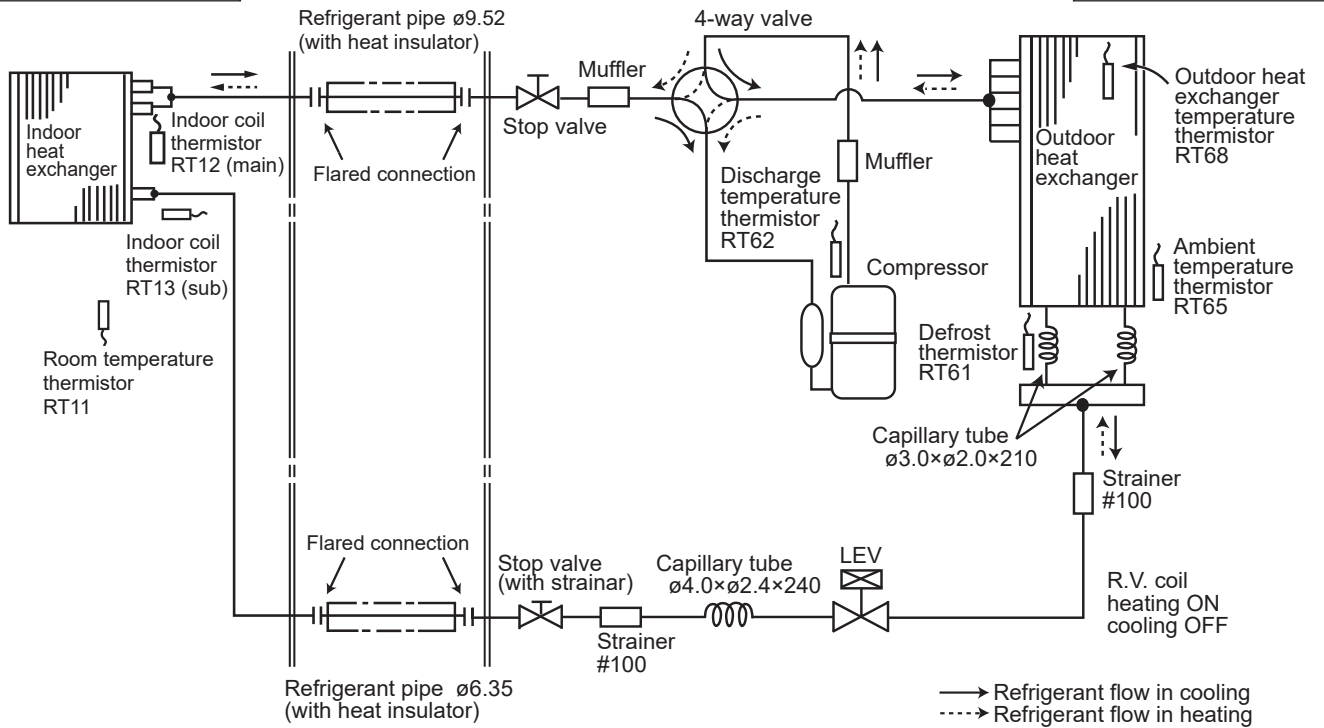 Refrigerant pipe ø9.52
(with heat insulator)
4-way valve
Muffler
Stop valve
Indoor
heat
exchanger
Indoor coil
thermistor
RT12 (main)
Flared connection
Muffler
Outdoor
heat
exchanger
Outdoor heat
exchanger
temperature
thermistor
RT68
Discharge
temperature
thermistor
RT62
Indoor coil
thermistor
RT13 (sub)
Compressor
Ambient
temperature
thermistor
RT65
Room temperature
thermistor
RT11
Defrost
thermistor
RT61
Capillary tube
ø3.0×ø2.0×210
Strainer
#100
Flared connection
Stop valve
(with strainar)
Capillary tube
ø4.0×ø2.4×240
LEV
Strainer
#100
R.V. coil
heating ON
cooling OFF
Refrigerant pipe ø6.35
(with heat insulator)
Refrigerant flow in cooling
Refrigerant flow in heating